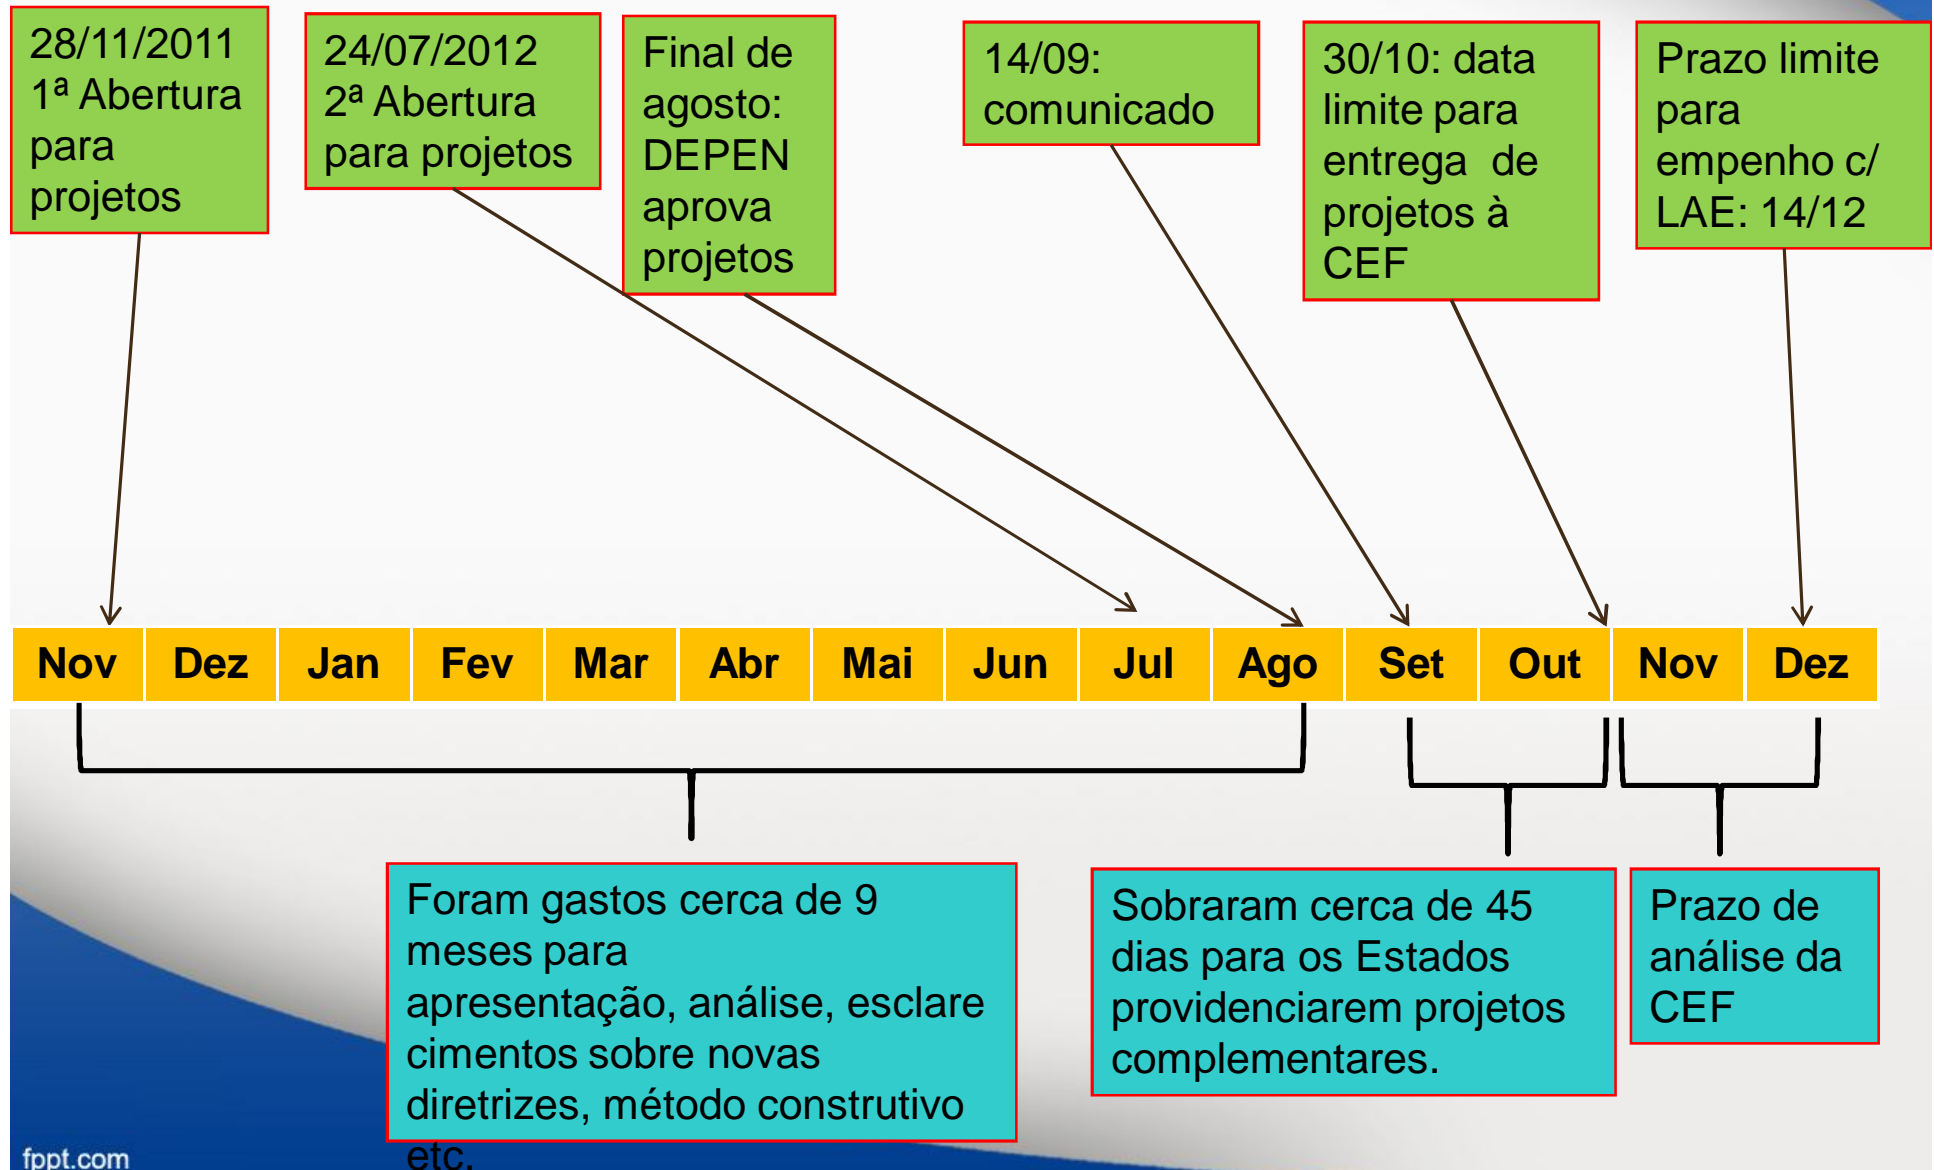 28/11/2011
1ª Abertura
para
projetos
24/07/2012
2ª Abertura
para projetos
Final de
agosto:
DEPEN
aprova
projetos
14/09:
comunicado
30/10: data
limite para
entrega de
projetos à
CEF
Prazo limite
para
empenho c/
LAE: 14/12
Nov Dez Jan Fev Mar Abr Mai Jun Jul Ago Set Out Nov Dez
Foram gastos cerca de 9
meses para
apresentação, análise, esclare
cimentos sobre novas
diretrizes, método construtivo
etc.
Sobraram cerca de 45
dias para os Estados
providenciarem projetos
complementares.
Prazo de
análise da
CEF
fppt.com